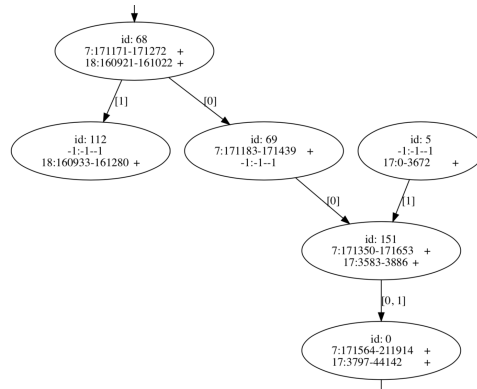 id: 68
7:171171-171272 +
18:160921-161022 +
[1]
[0]
id: 112
-1:-1--1
18:160933-161280 +
id: 69
7:171183-171439 +
-1:-1--1
id: 5
-1:-1--1
17:0-3672 +
[0]
[1]
id: 151
7:171350-171653 +
17:3583-3886 +
[0, 1]
id: 0
7:171564-211914 +
17:3797-44142 +